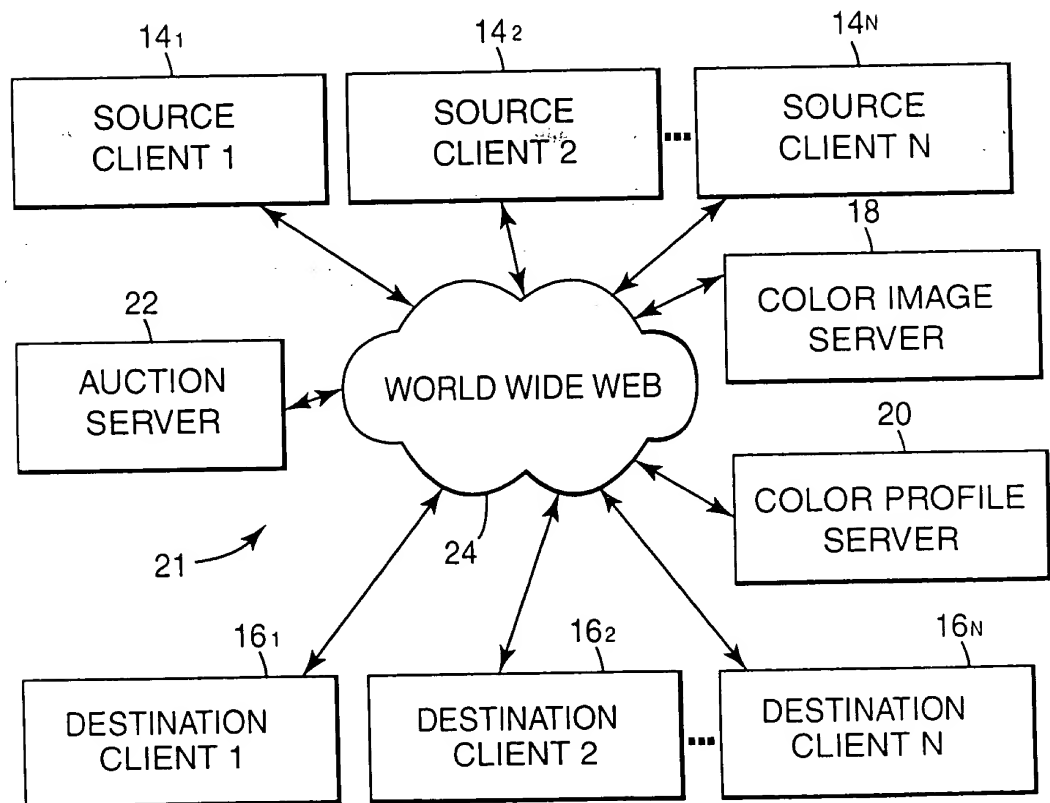 14₁
14₂
14N
SOURCE
CLIENT 1
SOURCE
CLIENT 2
SOURCE
CLIENT N
18
COLOR IMAGE
SERVER
22
AUCTION
SERVER
WORLD WIDE WEB
20
COLOR PROFILE
SERVER
24
21
16₁
16₂
16N
DESTINATION
CLIENT 1
DESTINATION
CLIENT 2
DESTINATION
CLIENT N